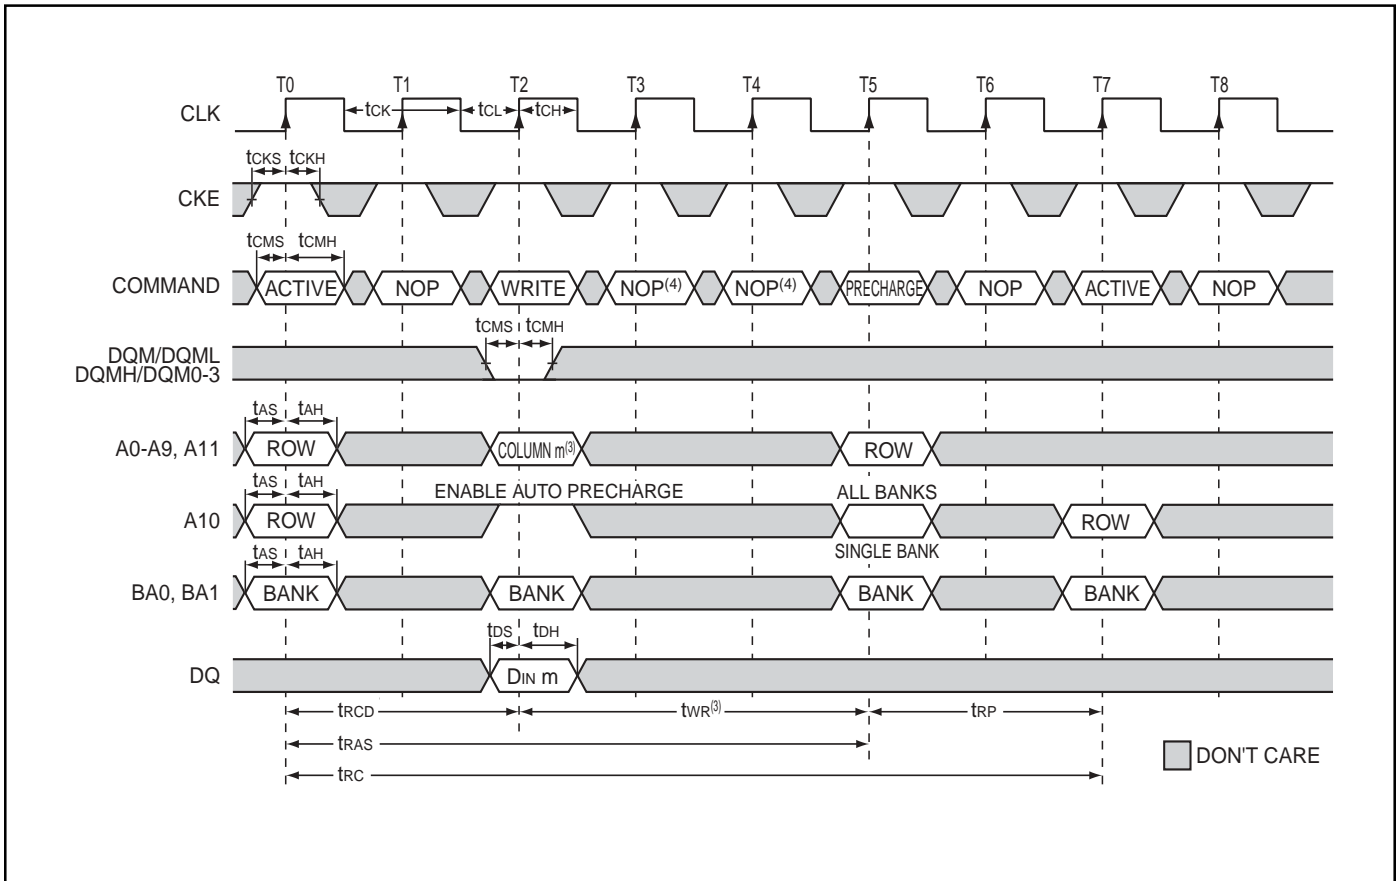 T0 T1 T2 T3 T4 T5 T6 T7 T8
CLK tCK tCL tCH
tCKS tCKH
CKE
tCMS tCMH
COMMAND ACTIVE NOP WRITE NOP(4) NOP(4) PRECHARGE NOP ACTIVE NOP
tCMS tCMH
DQM/DQML
DQMH/DQM0-3
tAS tAH
A0-A9, A11 ROW COLUMN m(3) ROW
tAS tAH ENABLE AUTO PRECHARGE ALL BANKS
A10 ROW ROW
tAS tAH SINGLE BANK
BA0, BA1 BANK BANK BANK BANK
tDS tDH
DQ DIN m
tRCD tWR(3) tRP
tRAS
DON'T CARE
tRC